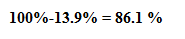 100%-13.9% = 86.1 %